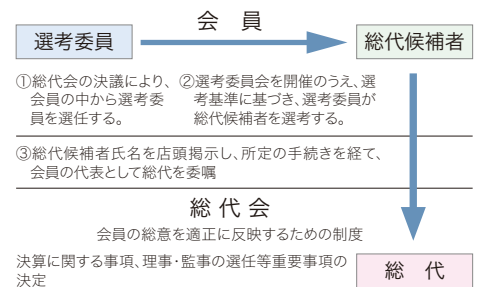 会員
選考委員
総代候補者
①総代会の決議により、
会員の中から選考委
員を選任する。
②選考委員会を開催のうえ、選
考基準に基づき、選考委員が
総代候補者を選考する。
③総代候補者氏名を店頭掲示し、所定の手続きを経て、
会員の代表として総代を委嘱
総代会
会員の総意を適正に反映するための制度
決算に関する事項、理事・監事の選任等重要事項の
決定
総代